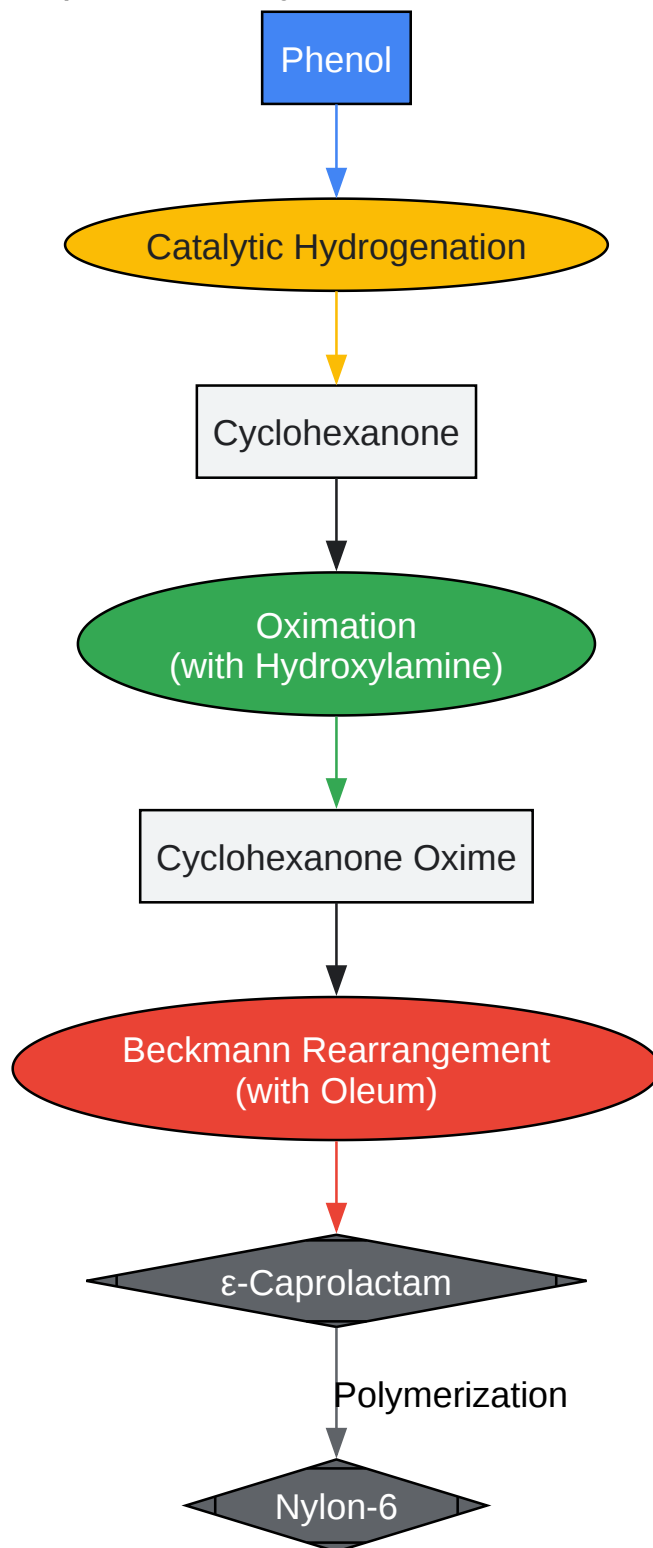 Phenol
Catalytic Hydrogenation
Cyclohexanone
Oximation
(with Hydroxylamine)
Cyclohexanone Oxime
Beckmann Rearrangement
(with Oleum)
ε-Caprolactam
Polymerization
Nylon-6